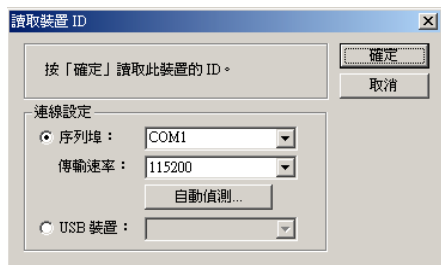 讀取裝置 ID
按「確定」讀取此裝置的 ID。
確定
取消
連線設定
序列埠： COM1
傳輸速率： 115200
自動偵測...
USB 裝置：